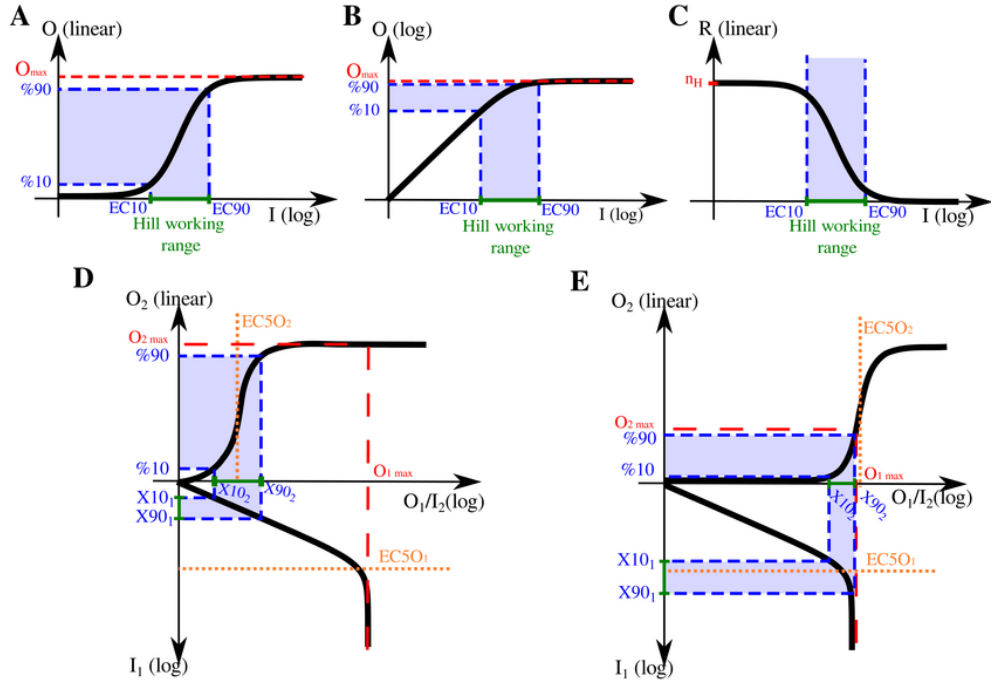 A
O (linear)
Omax
%90
%10
EC10
EC90
I (log)
Hill working
range
B
O (log)
Omax
%90
%10
EC10
EC90
I (log)
Hill working
range
C
R (linear)
nH
EC10
EC90
I (log)
Hill working
range
D
O2 (linear)
EC5O2
O2 max
%90
%10
O1 max
X102
X902
O1/I2(log)
X101
X901
EC5O1
I1 (log)
E
O2 (linear)
EC5O2
O2 max
%90
%10
O1 max
X102
X902
O1/I2(log)
X101
EC5O1
X901
I1 (log)